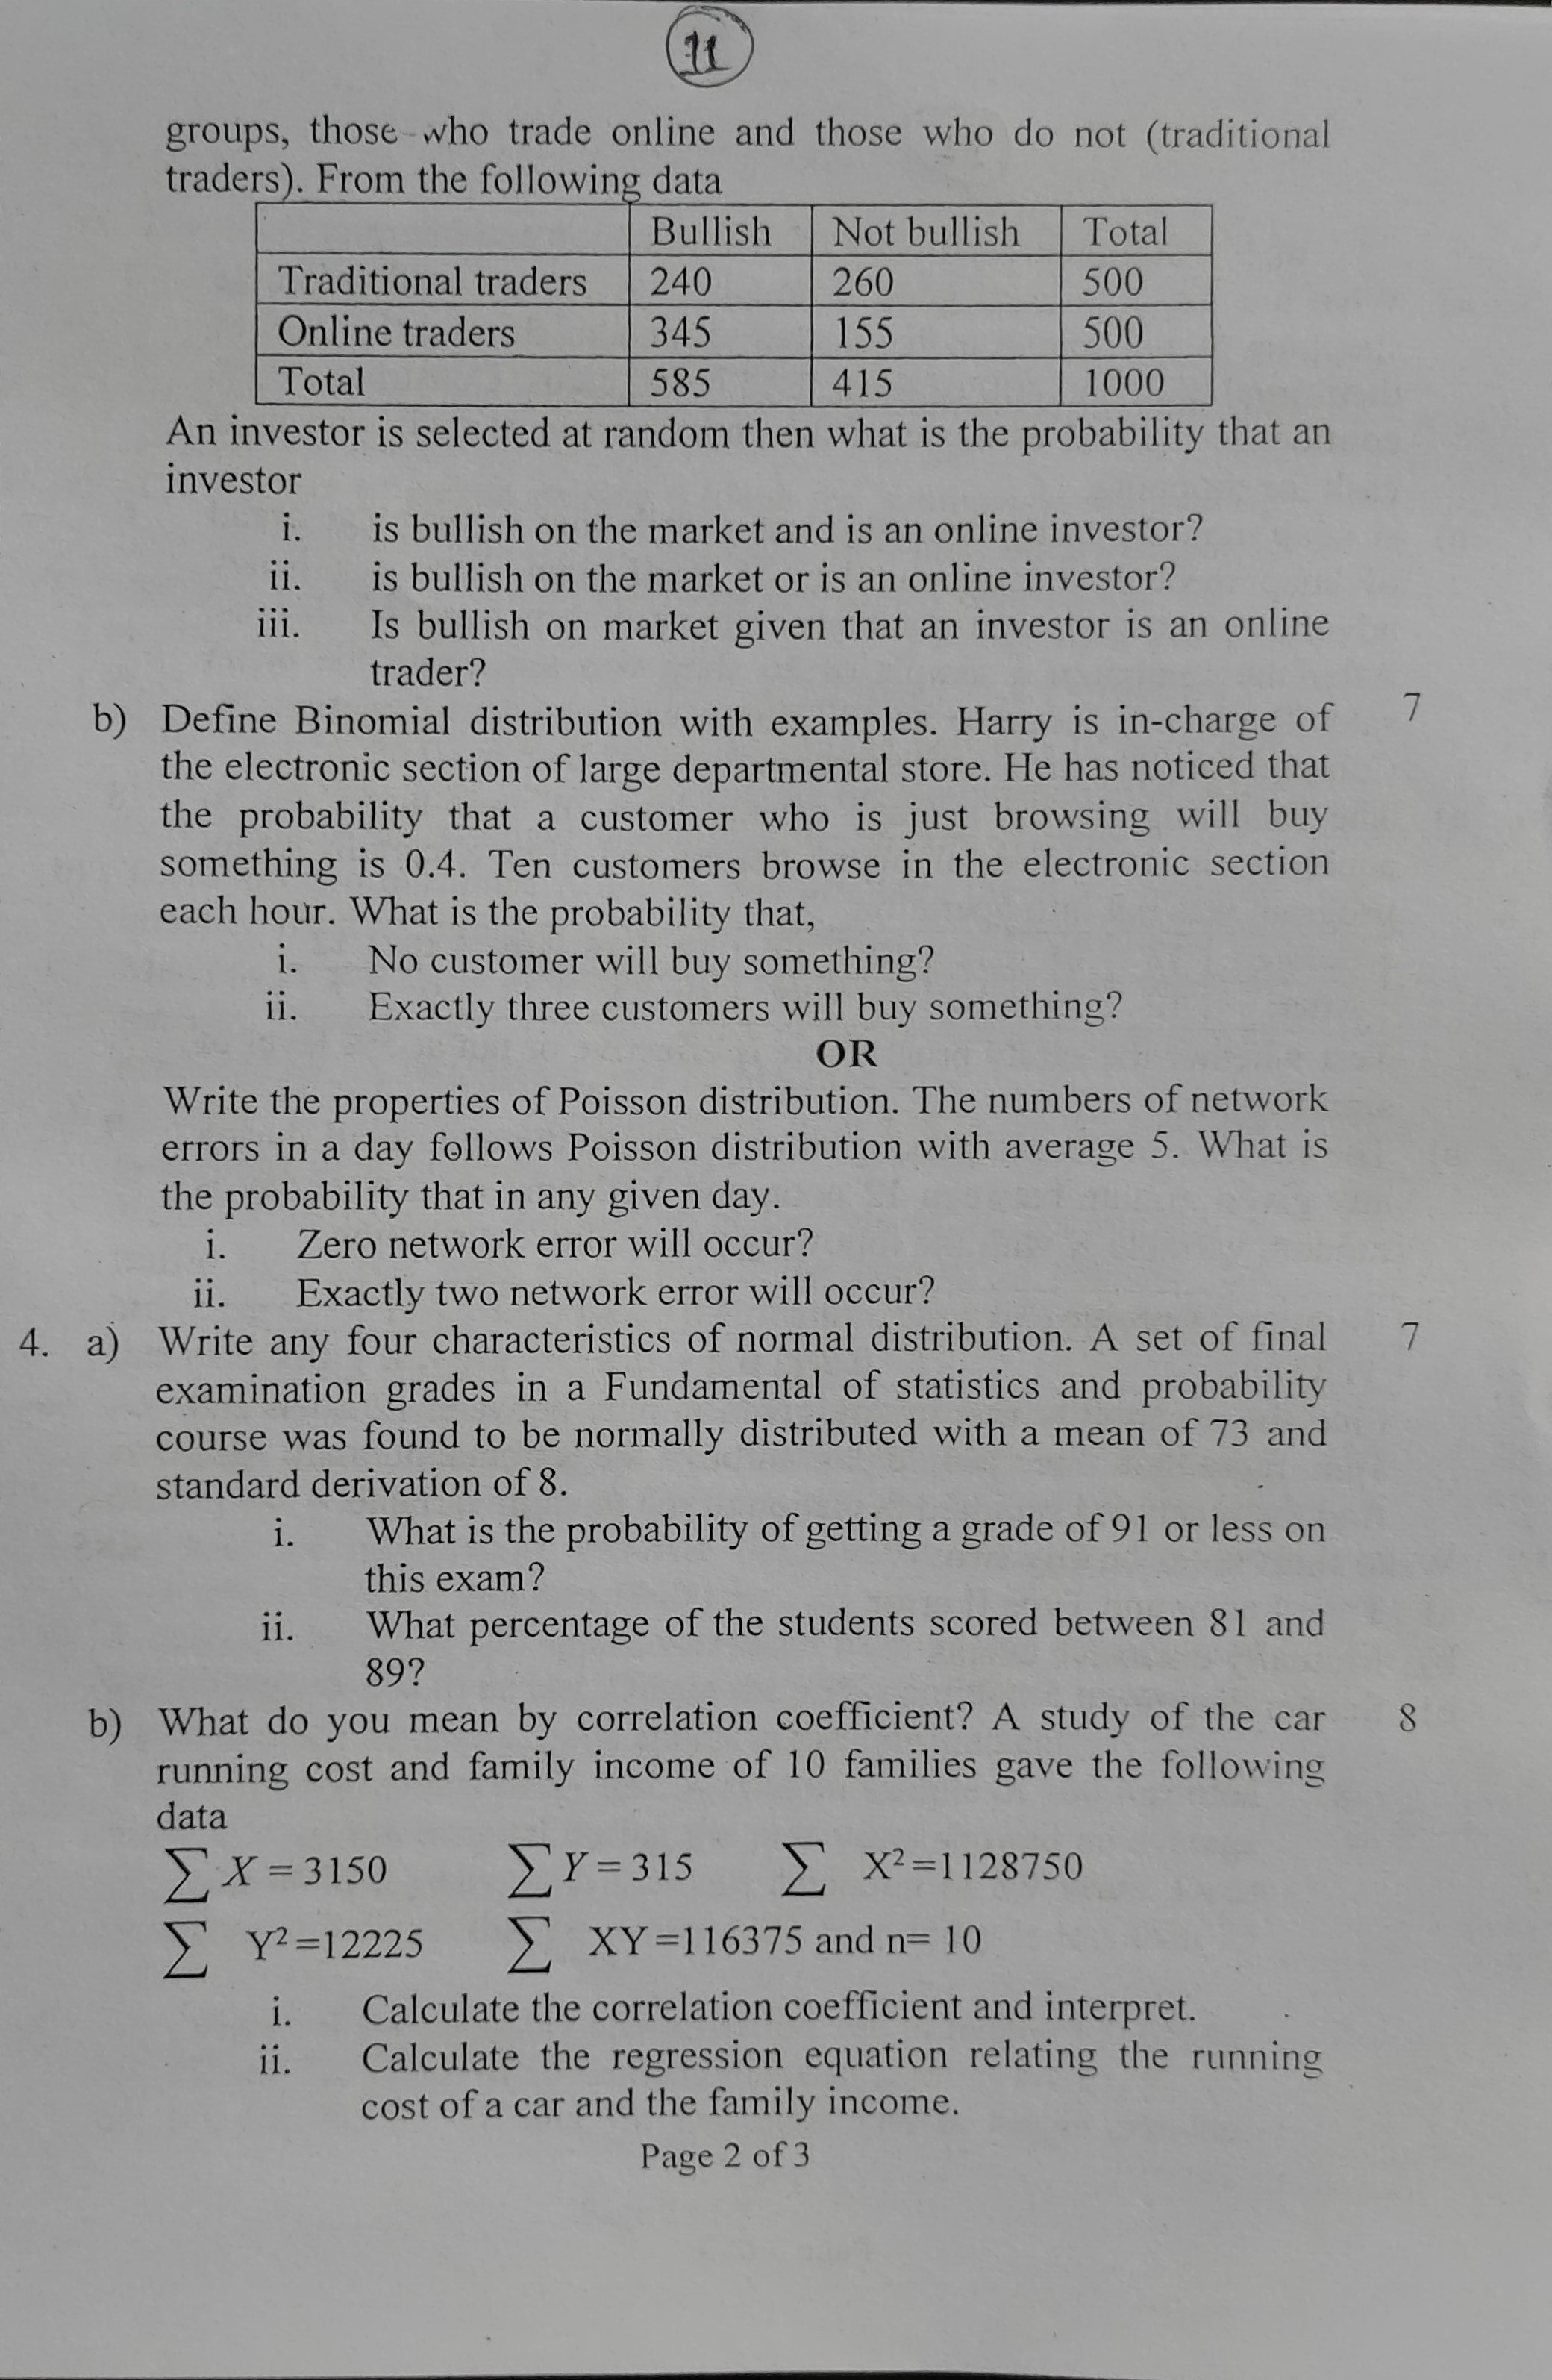 11
groups, those who trade online and those who do not (traditional
traders). From the following data
Bullish Not bullish Total
Traditional traders 240 260 500
Online traders 345 155 500
Total 585 415 1000
An investor is selected at random then what is the probability that an
investor
i. is bullish on the market and is an online investor?
ii. is bullish on the market or is an online investor?
iii. Is bullish on market given that an investor is an online
trader?
b) Define Binomial distribution with examples. Harry is in-charge of 7
the electronic section of large departmental store. He has noticed that
the probability that a customer who is just browsing will buy
something is 0.4. Ten customers browse in the electronic section
each hour. What is the probability that,
i. No customer will buy something?
ii. Exactly three customers will buy something?
OR
Write the properties of Poisson distribution. The numbers of network
errors in a day follows Poisson distribution with average 5. What is
the probability that in any given day.
i. Zero network error will occur?
ii. Exactly two network error will occur?
4. a) Write any four characteristics of normal distribution. A set of final 7
examination grades in a Fundamental of statistics and probability
course was found to be normally distributed with a mean of 73 and
standard derivation of 8.
i. What is the probability of getting a grade of 91 or less on
this exam?
ii. What percentage of the students scored between 81 and
89?
b) What do you mean by correlation coefficient? A study of the car 8
running cost and family income of 10 families gave the following
data
∑ X = 3150 ∑ Y = 315 ∑ X²=1128750
∑ Y²=12225 ∑ XY=116375 and n= 10
i. Calculate the correlation coefficient and interpret.
ii. Calculate the regression equation relating the running
cost of a car and the family income.
Page 2 of 3